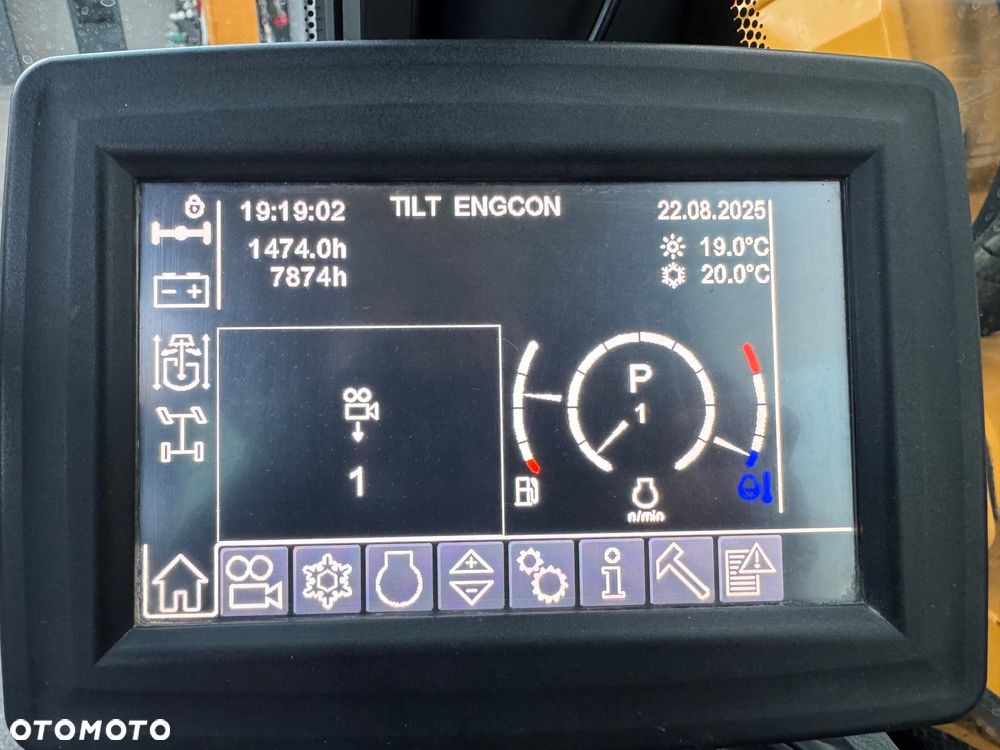 19:19:02 TILT ENGCON 22.08.2025
1474.0h 19.0°C
7874h 20.0°C
P
1
1
n/min
OTOMOTO